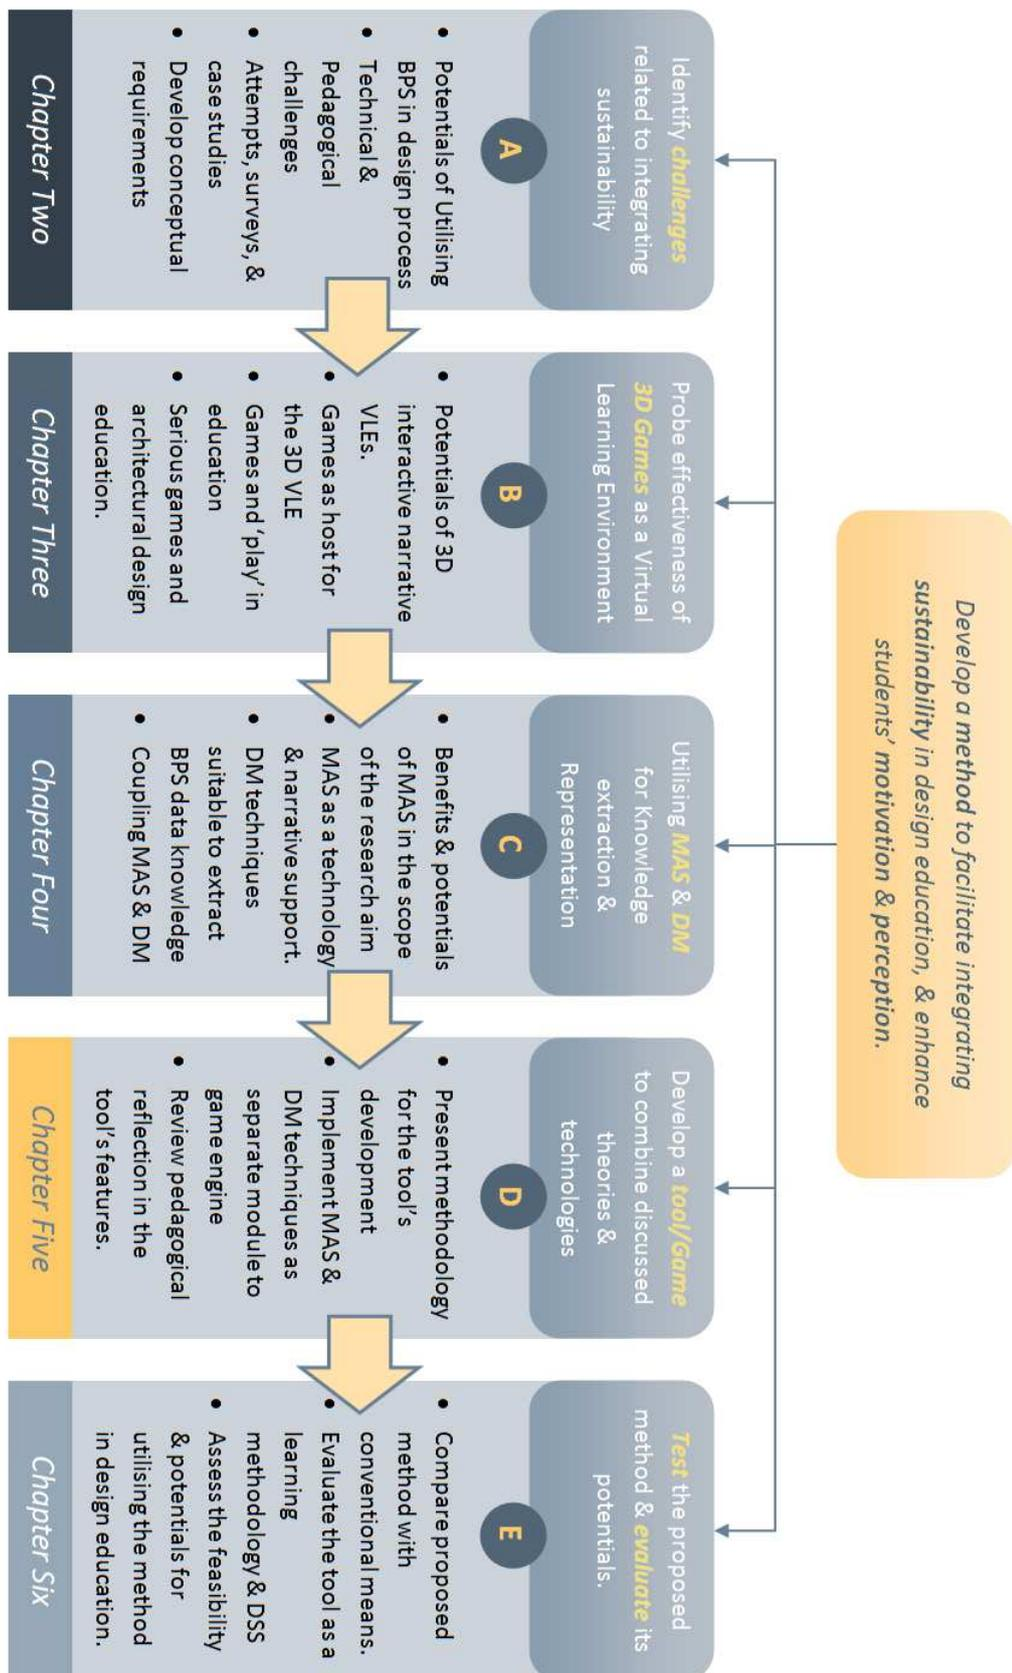 Develop a method to facilitate integrating
sustainability in design education, & enhance
students' motivation & perception.
Identify challenges
related to integrating
sustainability
A
• Potentials of Utilising
BPS in design process
• Technical &
Pedagogical
challenges
• Attempts, surveys, &
case studies
• Develop conceptual
requirements
Chapter Two
Probe effectiveness of
3D Games as a Virtual
Learning Environment
B
• Potentials of 3D
interactive narrative
VLEs.
• Games as host for
the 3D VLE
• Games and 'play' in
education
• Serious games and
architectural design
education.
Chapter Three
Utilising MAS & DM
for Knowledge
extraction &
Representation
C
• Benefits & potentials
of MAS in the scope
of the research aim
• MAS as a technology
& narrative support.
• DM techniques
suitable to extract
BPS data knowledge
• Coupling MAS & DM
Chapter Four
Develop a tool/Game
to combine discussed
theories &
technologies
D
• Present methodology
for the tool's
development
• Implement MAS &
DM techniques as
separate module to
game engine
• Review pedagogical
reflection in the
tool's features.
Chapter Five
Test the proposed
method & evaluate its
potentials.
E
• Compare proposed
method with
conventional means.
• Evaluate the tool as a
learning
methodology & DSS
• Assess the feasibility
& potentials for
utilising the method
in design education.
Chapter Six